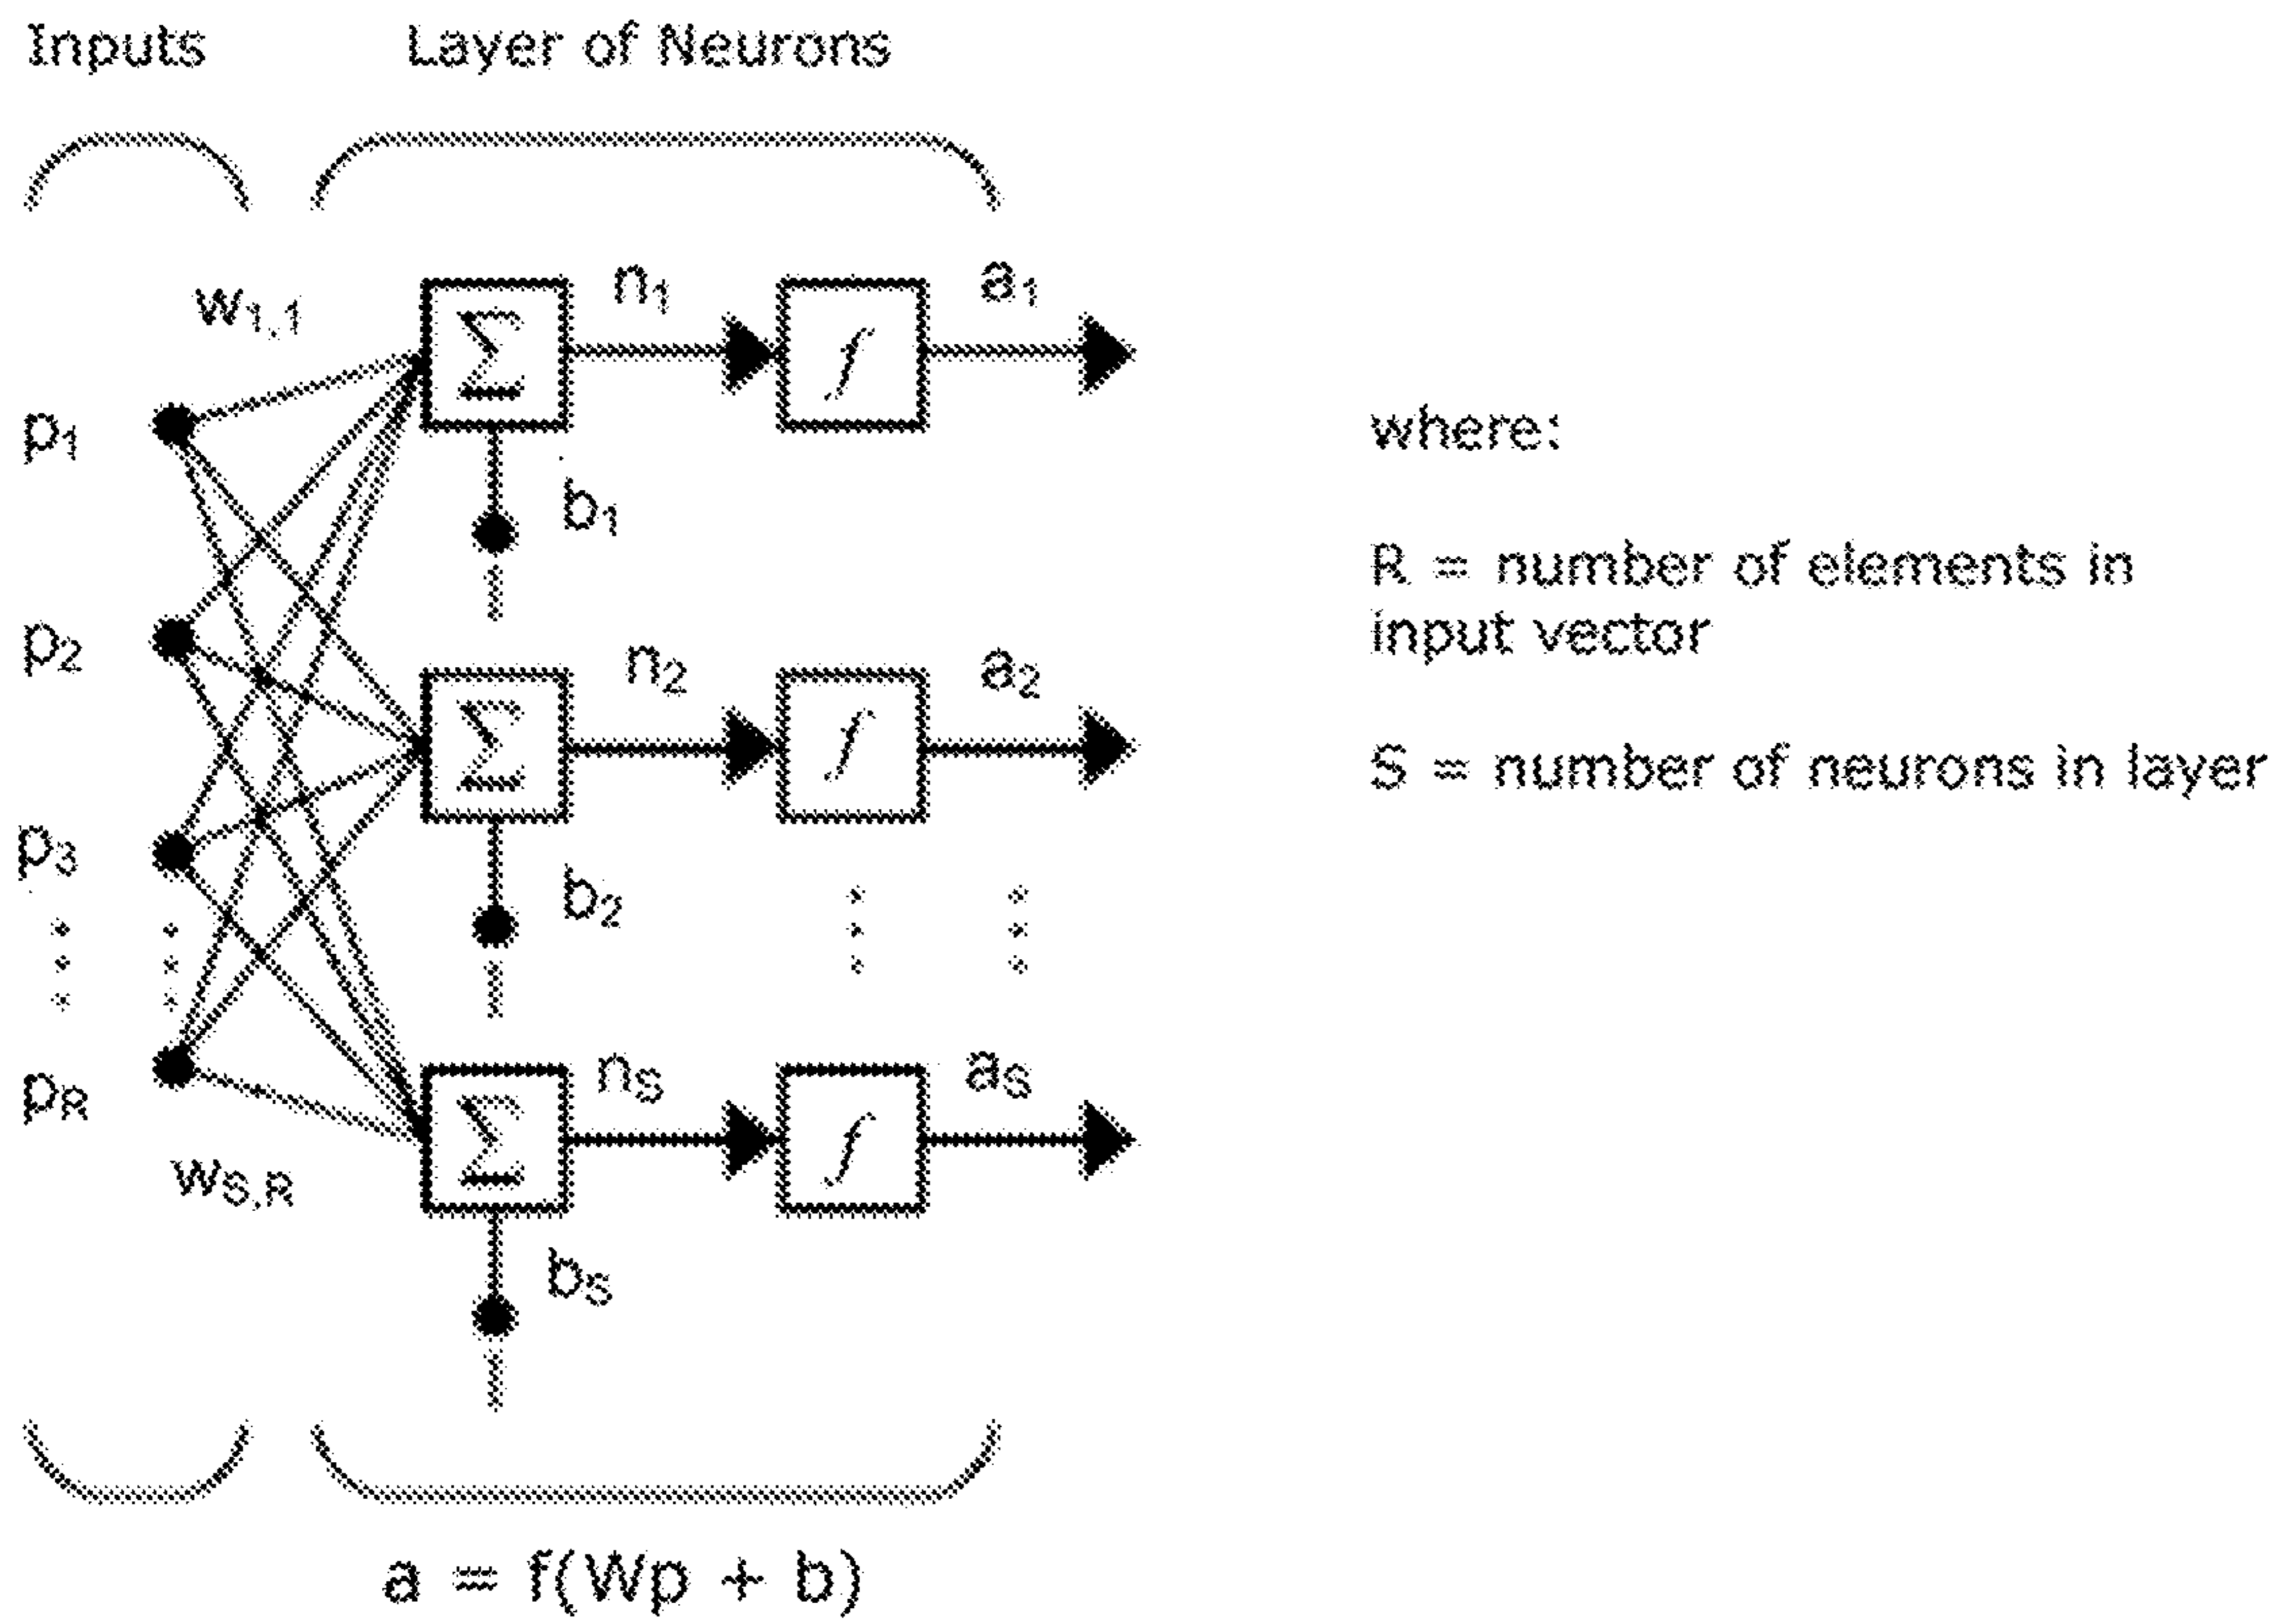 Inputs Layer of Neurons
w1,1 Σ n1 f a1
p1
b1
p2
Σ n2 f a2
p3
b2
pR
Σ nS f aS
wS,R
bS
a = f(Wp + b)
where:
R = number of elements in
input vector
S = number of neurons in layer